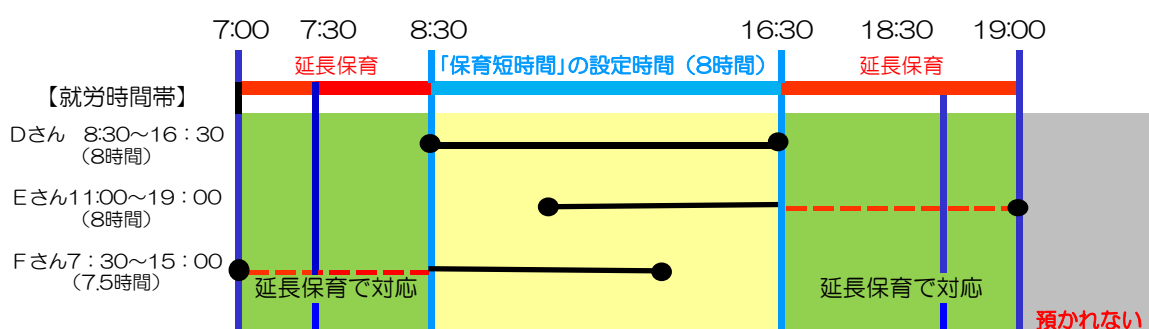 7:00 7:30 8:30 16:30 18:30 19:00
延長保育 「保育短時間」の設定時間（8時間） 延長保育
【就労時間帯】
Dさん 8:30～16：30
（8時間）
Eさん11:00～19：00
（8時間）
Fさん7：30～15：00
（7.5時間）
延長保育で対応 延長保育で対応
預かれない